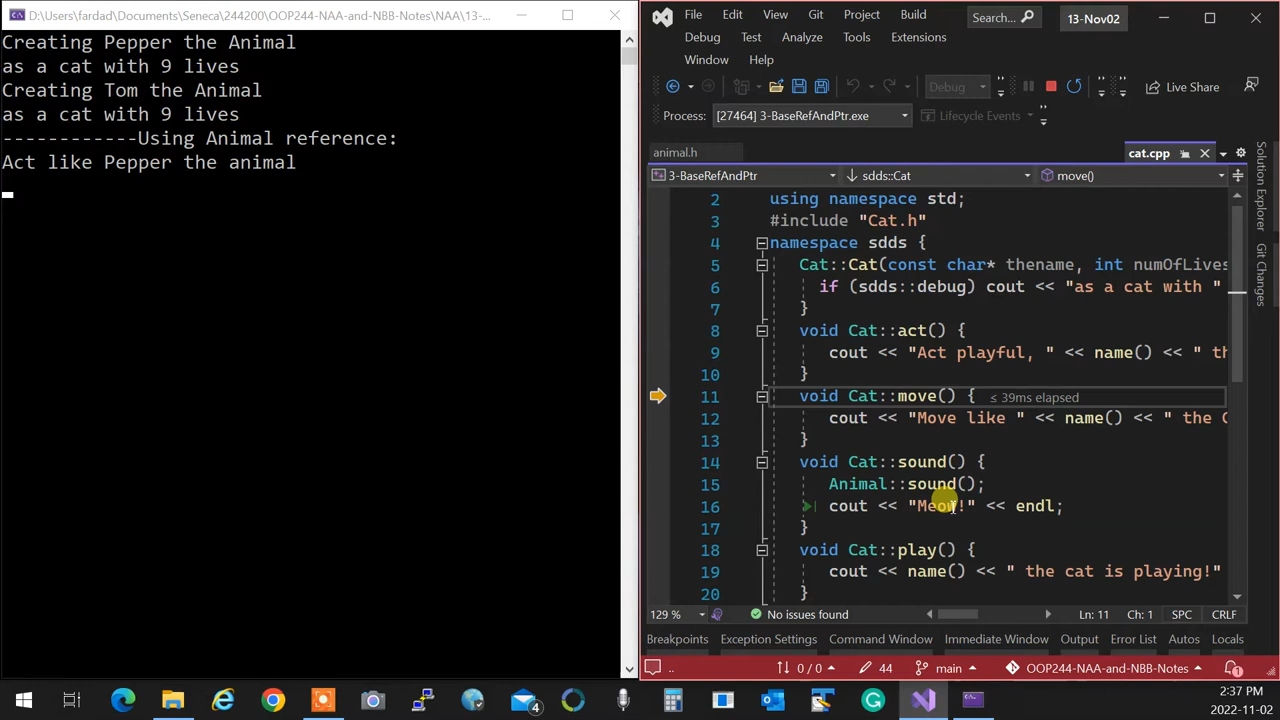 D:\Users\fardad\Documents\Seneca\244200\OOP244-NAA-and-NBB-Notes\NAA\13-...
Creating Pepper the Animal
as a cat with 9 lives
Creating Tom the Animal
as a cat with 9 lives
------------Using Animal reference:
Act like Pepper the animal
File Edit View Git Project Build
Search...
13-Nov02
Debug Test Analyze Tools Extensions
Window Help
Debug
Live Share
Process: [27464] 3-BaseRefAndPtr.exe
Lifecycle Events
animal.h
cat.cpp
3-BaseRefAndPtr
sdds::Cat
move()
2 using namespace std;
3 #include "Cat.h"
4 namespace sdds {
5 Cat::Cat(const char* thename, int numOfLives
6 if (sdds::debug) cout << "as a cat with "
7 }
8 void Cat::act() {
9 cout << "Act playful, " << name() << " th
10 }
11 void Cat::move() { ≤ 39ms elapsed
12 cout << "Move like " << name() << " the C
13 }
14 void Cat::sound() {
15 Animal::sound();
16 cout << "Meow!" << endl;
17 }
18 void Cat::play() {
19 cout << name() << " the cat is playing!"
20 }
Solution Explorer
Git Changes
129 %
No issues found
Ln: 11 Ch: 1 SPC CRLF
Breakpoints Exception Settings Command Window Immediate Window Output Error List Autos Locals
..
0 / 0
44
main
OOP244-NAA-and-NBB-Notes
1
4
2:37 PM
2022-11-02